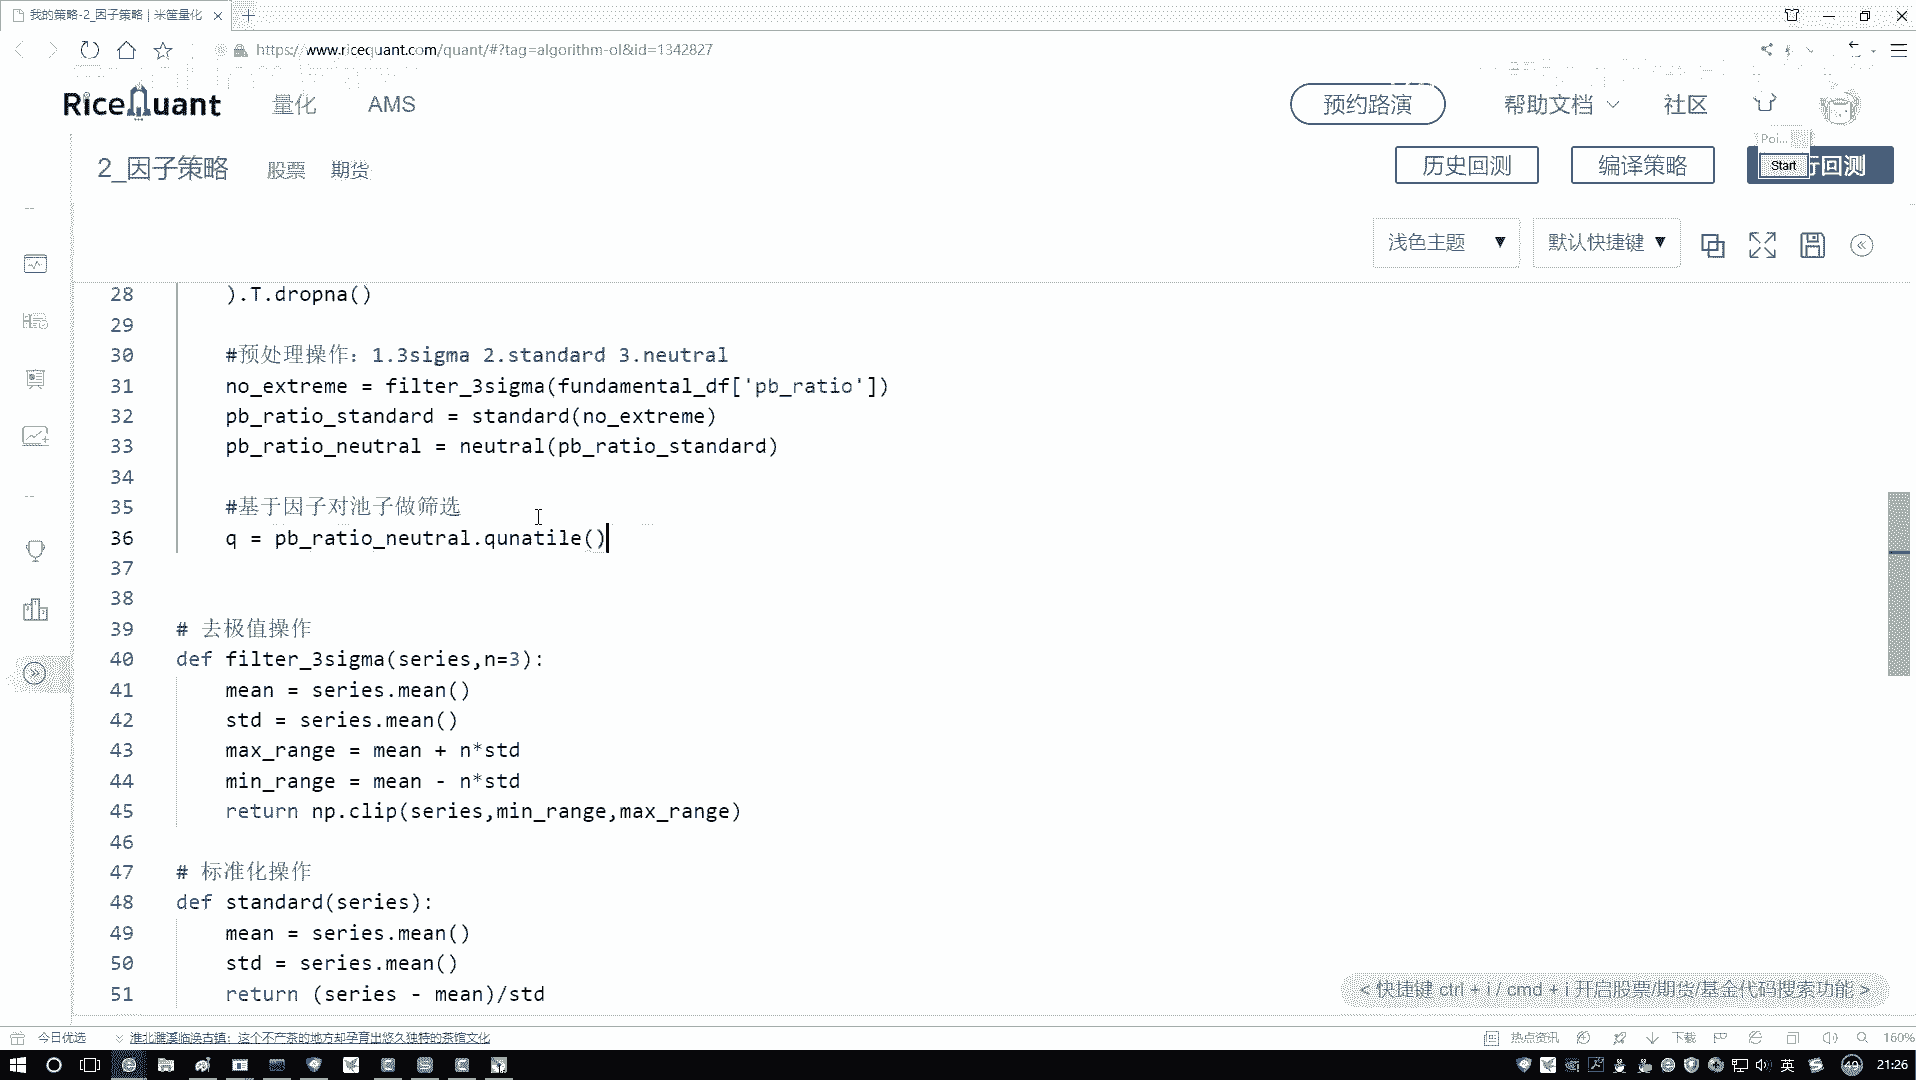 我的策略-2_因子策略 | 米筐量化
https://www.ricequant.com/quant/#?tag=algorithm-ol&id=1342827
RiceQuant 量化 AMS 预约路演 帮助文档 社区
Poi...
2_因子策略 股票 期货 历史回测 编译策略 Start 行回测
浅色主题 默认快捷键
28 ).T.dropna()
29
30 #预处理操作：1.3sigma 2.standard 3.neutral
31 no_extreme = filter_3sigma(fundamental_df['pb_ratio'])
32 pb_ratio_standard = standard(no_extreme)
33 pb_ratio_neutral = neutral(pb_ratio_standard)
34
35 #基于因子对池子做筛选
36 q = pb_ratio_neutral.qunatile()
37
38
39 # 去极值操作
40 def filter_3sigma(series,n=3):
41 mean = series.mean()
42 std = series.mean()
43 max_range = mean + n*std
44 min_range = mean - n*std
45 return np.clip(series,min_range,max_range)
46
47 # 标准化操作
48 def standard(series):
49 mean = series.mean()
50 std = series.mean()
51 return (series - mean)/std
< 快捷键 ctrl + i / cmd + i 开启股票/期货/基金代码搜索功能 >
今日优选 淮北濉溪临涣古镇：这个不产茶的地方却孕育出悠久独特的茶馆文化 热点资讯 下载 160%
英 49 21:26